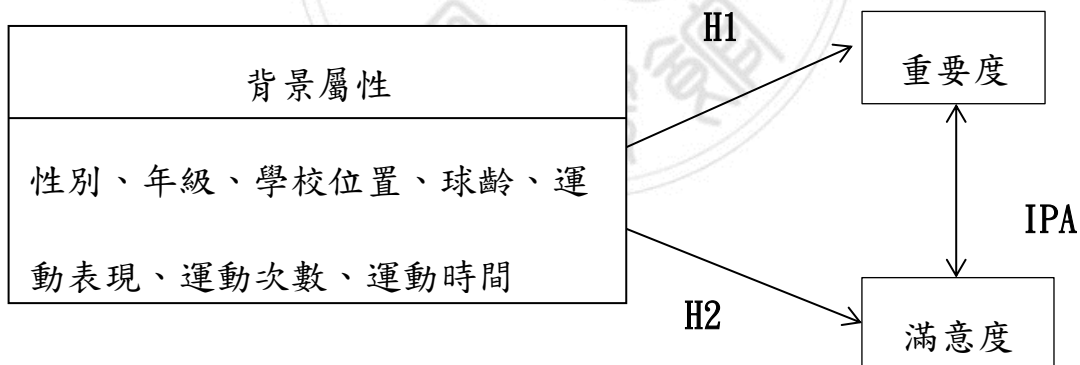 H1
背景屬性
重要度
性別、年級、學校位置、球齡、運
動表現、運動次數、運動時間
IPA
H2
滿意度